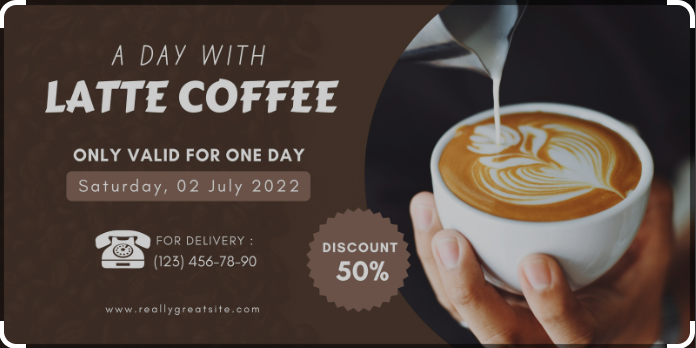 A DAY WITH
LATTE COFFEE
ONLY VALID FOR ONE DAY
Saturday, 02 July 2022
FOR DELIVERY :
(123) 456-78-90
DISCOUNT
50%
www.reallygreatsite.com